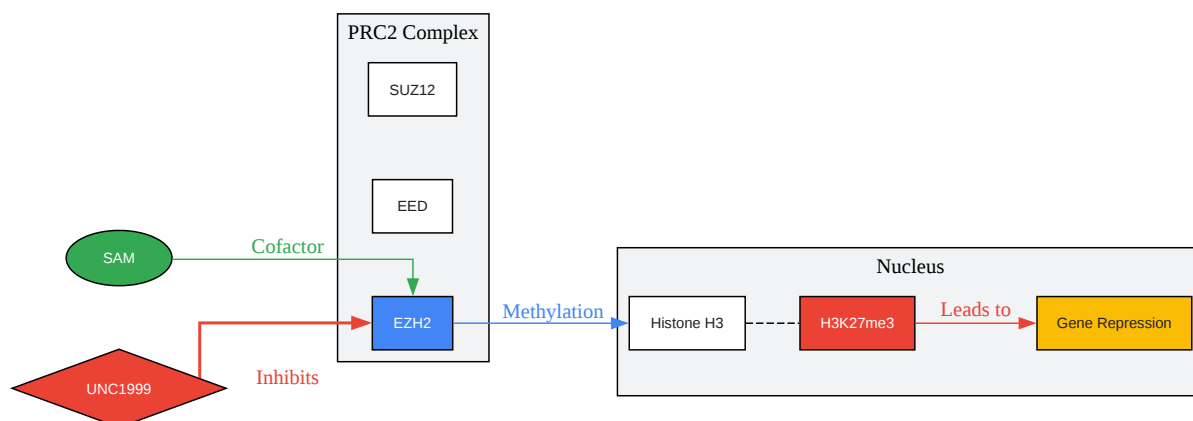 PRC2 Complex
SUZ12
EED
SAM
Cofactor
Nucleus
EZH2
Methylation
Histone H3
H3K27me3
Leads to
Gene Repression
UNC1999
Inhibits